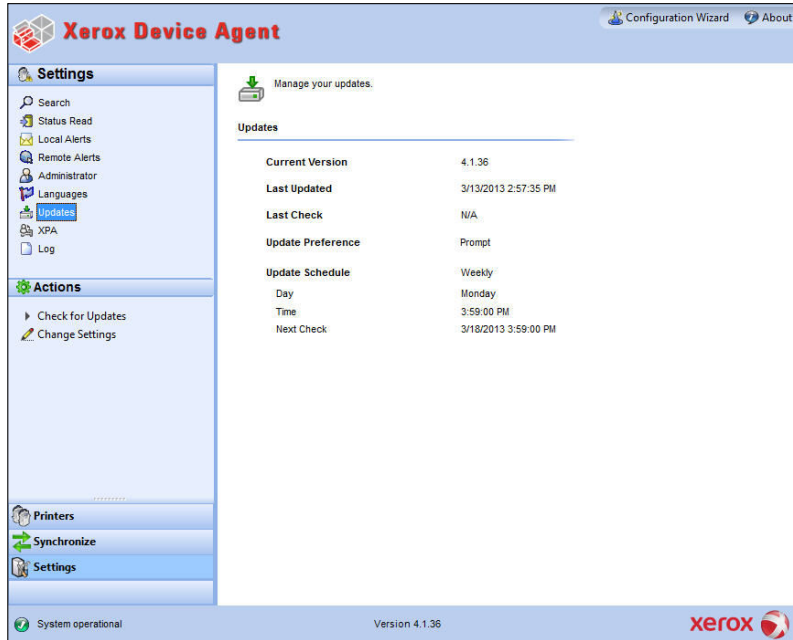 Xerox Device Agent
Configuration Wizard
About
Settings
Search
Status Read
Local Alerts
Remote Alerts
Administrator
Languages
Updates
XPA
Log
Actions
Check for Updates
Change Settings
Printers
Synchronize
Settings
Manage your updates.
Updates
Current Version 4.1.36
Last Updated 3/13/2013 2:57:35 PM
Last Check N/A
Update Preference Prompt
Update Schedule Weekly
Day Monday
Time 3:59:00 PM
Next Check 3/18/2013 3:59:00 PM
System operational
Version 4.1.36
xerox